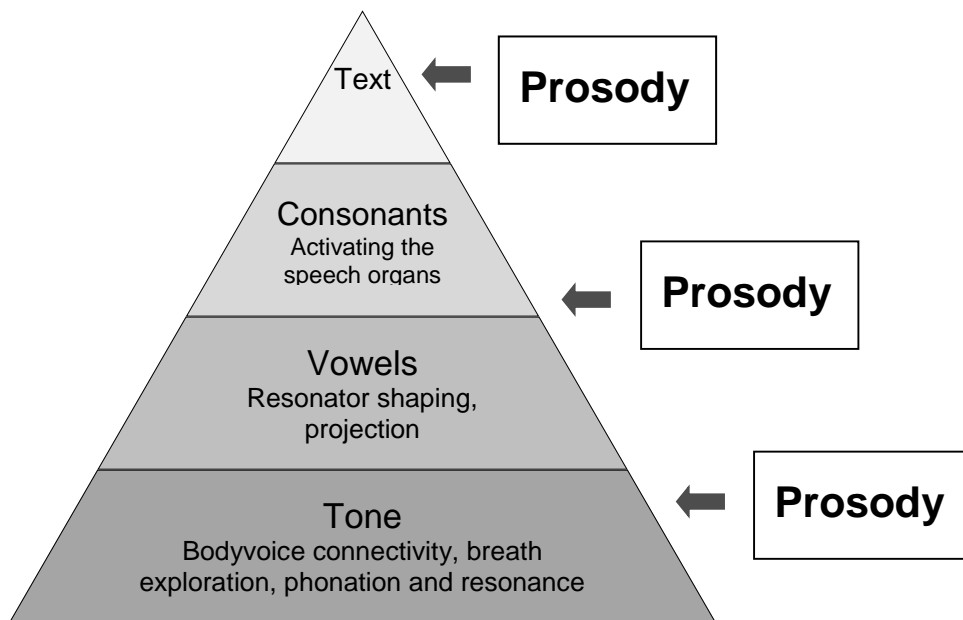 Text
Prosody
Consonants
Activating the
speech organs
Prosody
Vowels
Resonator shaping,
projection
Tone
Bodyvoice connectivity, breath
exploration, phonation and resonance
Prosody